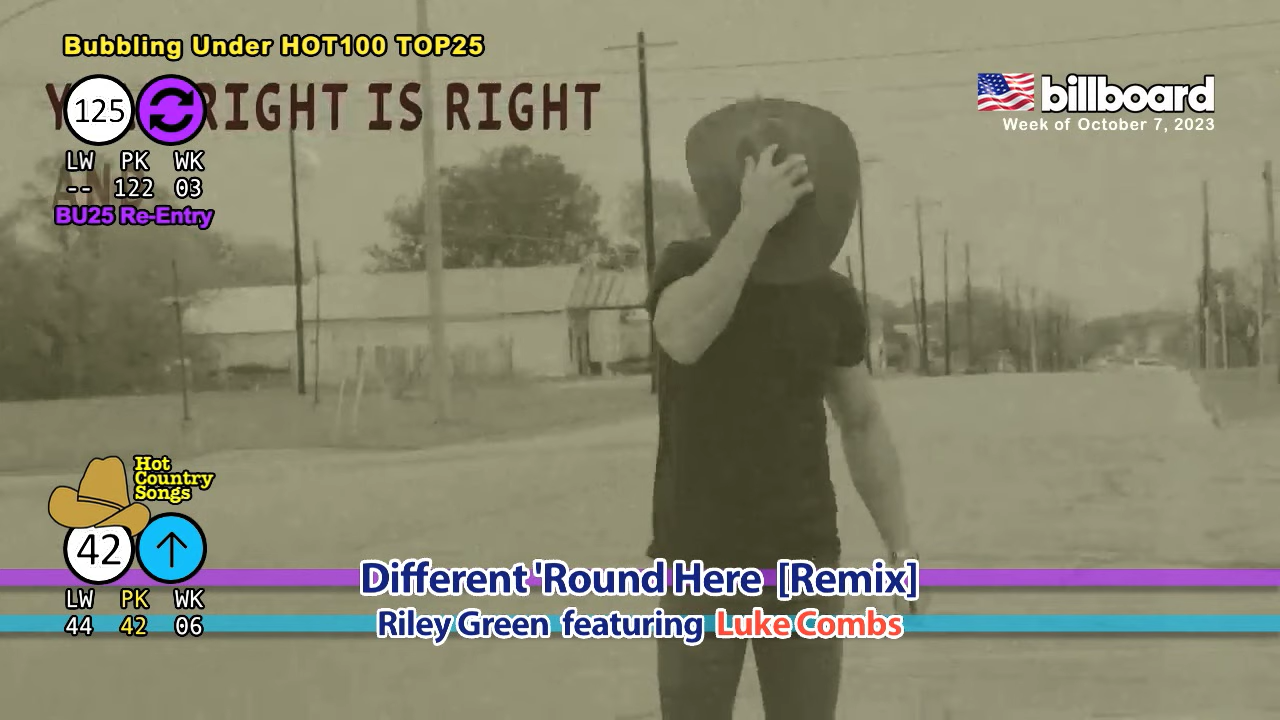 Bubbling Under HOT100 TOP25
125
RIGHT IS RIGHT
LW PK WK
-- 122 03
BU25 Re-Entry
billboard
Week of October 7, 2023
Hot
Country
Songs
42
LW PK WK
44 42 06
Different 'Round Here [Remix]
Riley Green featuring Luke Combs